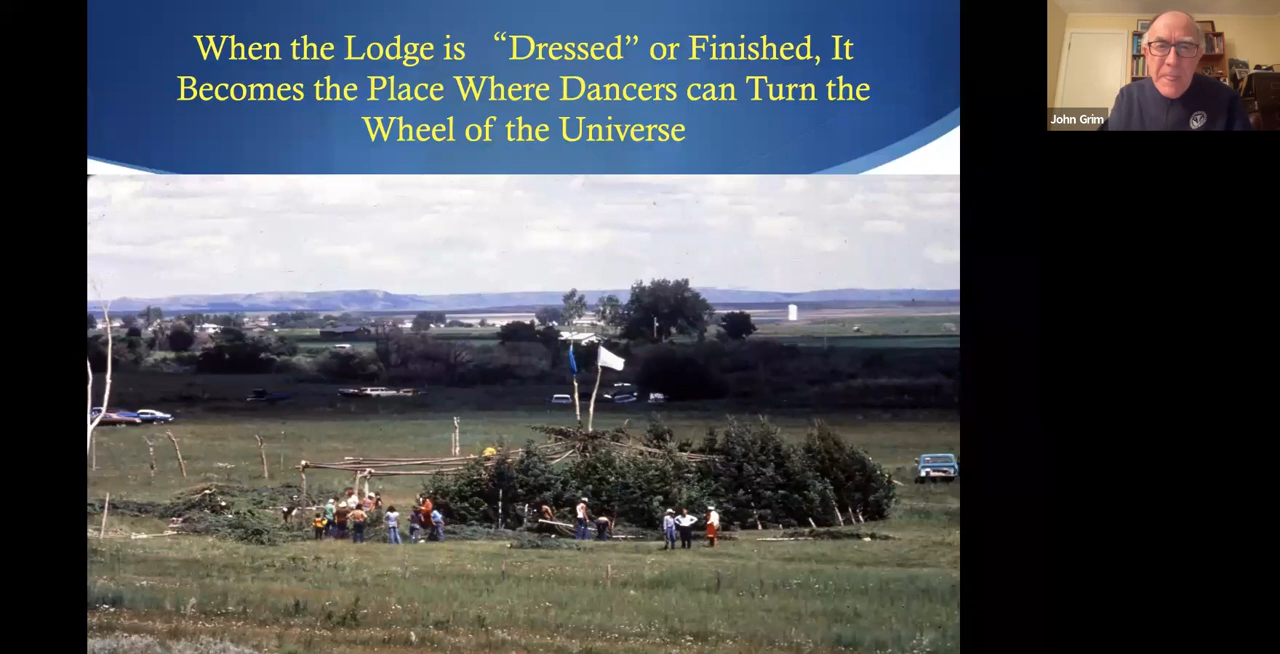 When the Lodge is “Dressed” or Finished, It
Becomes the Place Where Dancers can Turn the
Wheel of the Universe
John Grim